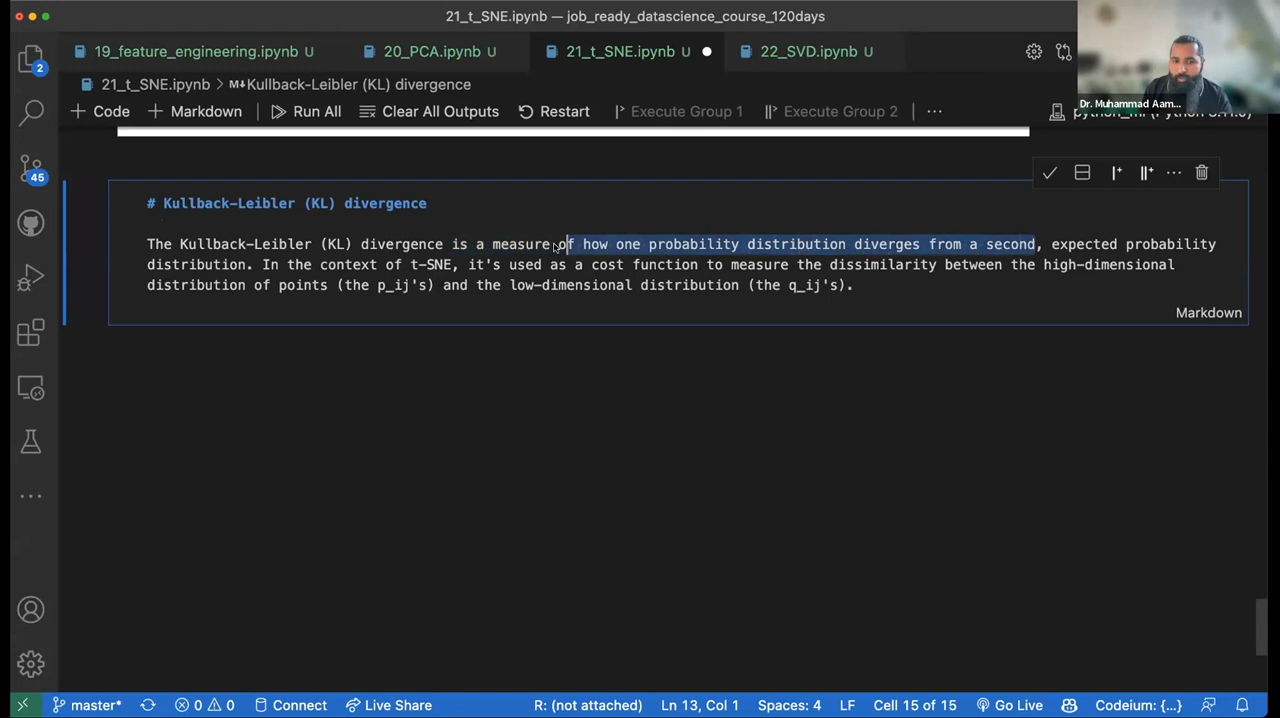 21_t_SNE.ipynb — job_ready_datascience_course_120days
19_feature_engineering.ipynb U
20_PCA.ipynb U
21_t_SNE.ipynb U
22_SVD.ipynb U
21_t_SNE.ipynb > M↓Kullback-Leibler (KL) divergence
+ Code + Markdown Run All Clear All Outputs Restart Execute Group 1 Execute Group 2 ...
Dr. Muhammad Aam...
# Kullback-Leibler (KL) divergence
The Kullback-Leibler (KL) divergence is a measure of how one probability distribution diverges from a second, expected probability
distribution. In the context of t-SNE, it's used as a cost function to measure the dissimilarity between the high-dimensional
distribution of points (the p_ij's) and the low-dimensional distribution (the q_ij's).
Markdown
2
45
master* 0 0 Connect Live Share R: (not attached) Ln 13, Col 1 Spaces: 4 LF Cell 15 of 15 Go Live Codeium: {...}